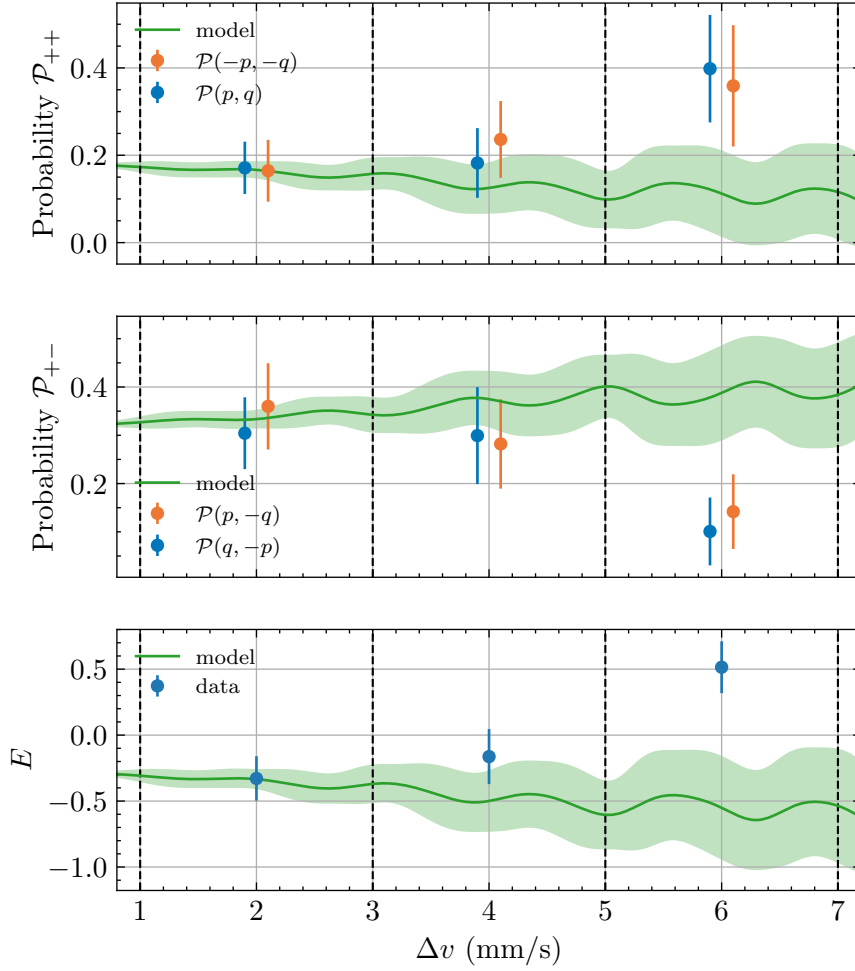 Probability 𝒫₊₊
0.4
0.2
0.0
model
𝒫(−p, −q)
𝒫(p, q)
Probability 𝒫₊₋
0.4
0.2
model
𝒫(p, −q)
𝒫(q, −p)
E
0.5
0.0
−0.5
−1.0
model
data
1 2 3 4 5 6 7
Δv (mm/s)